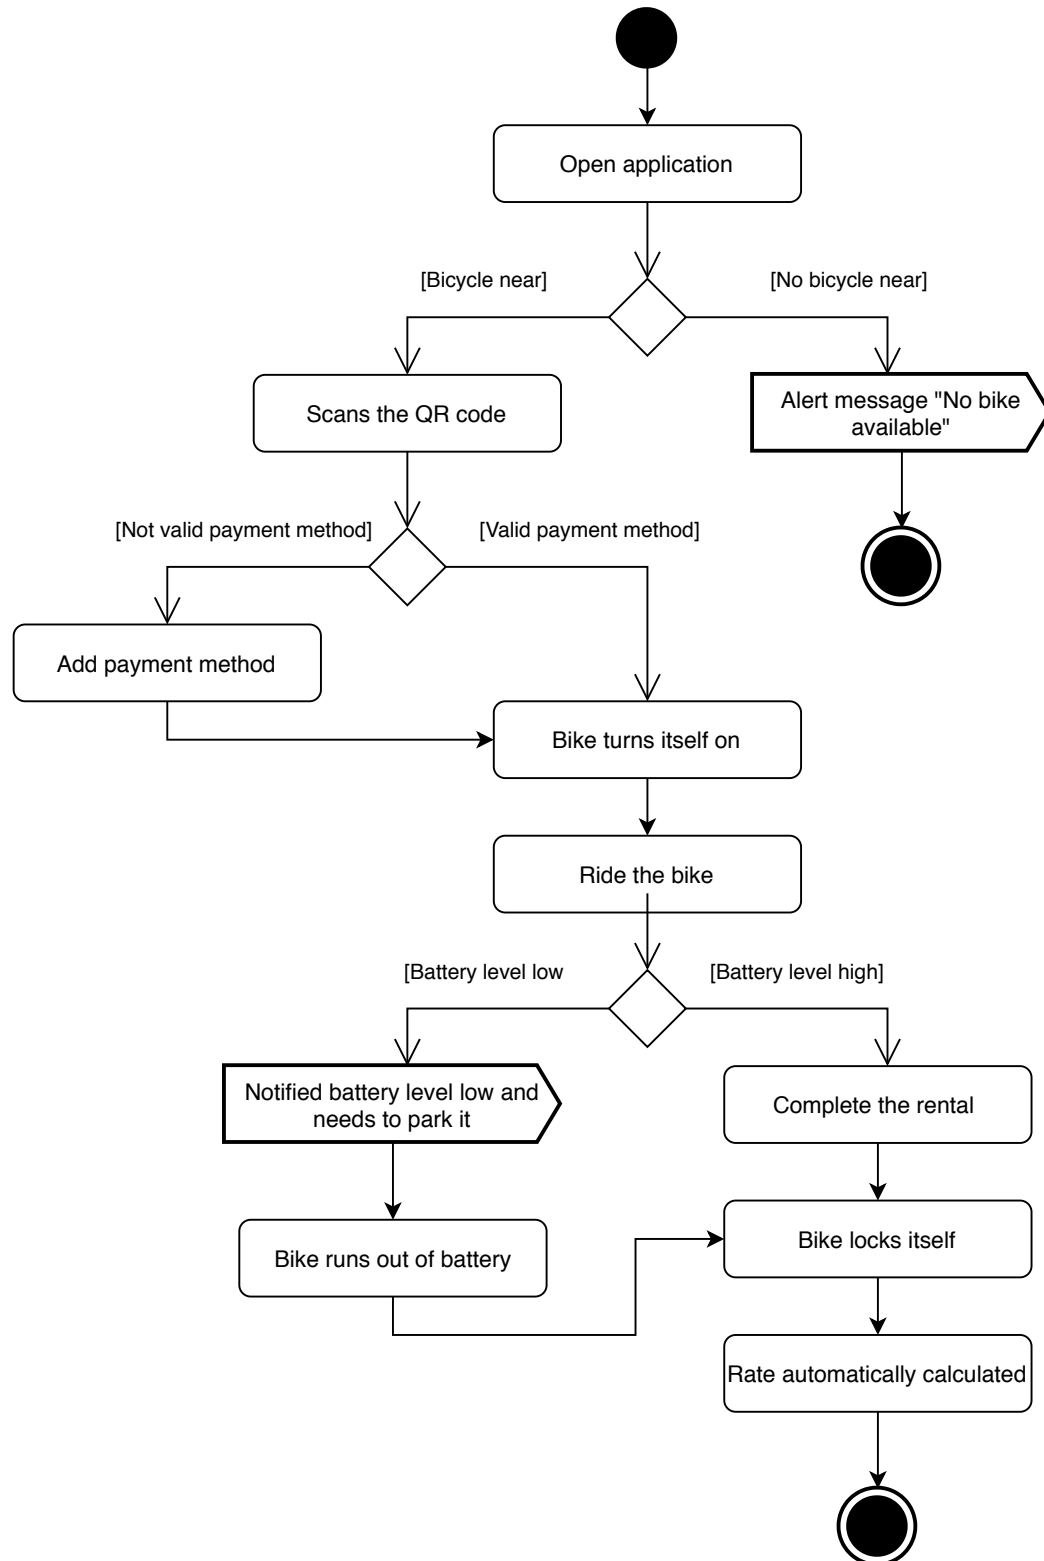 Open application
[Bicycle near]
[No bicycle near]
Scans the QR code
Alert message "No bike
available"
[Not valid payment method]
[Valid payment method]
Add payment method
Bike turns itself on
Ride the bike
[Battery level low
[Battery level high]
Notified battery level low and
needs to park it
Complete the rental
Bike runs out of battery
Bike locks itself
Rate automatically calculated